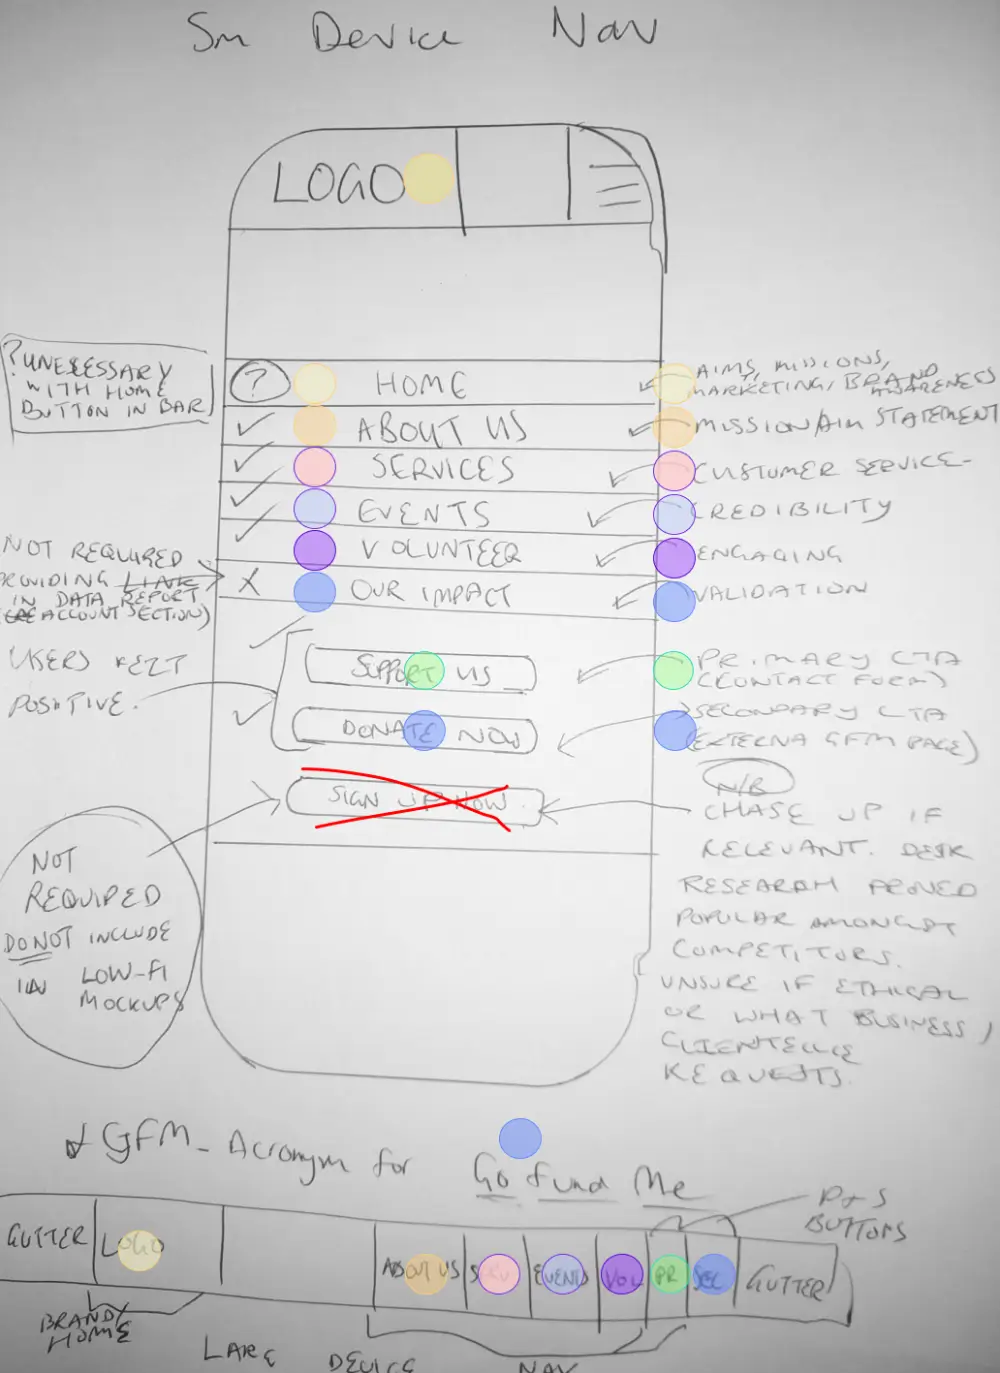 Sm Device Nav
LOGO
? UNECESSARY
WITH HOME
BUTTON IN BAR
? HOME
ABOUT US
SERVICES
EVENTS
VOLUNTEER
X OUR IMPACT
AIMS, MISSIONS,
MARKETING, BRAND
AWARENESS
MISSION/AIM STATEMENT
CUSTOMER SERVICE-
CREDIBILITY
ENGAGING
VALIDATION
NOT REQUIRED
PROVIDING LINK
IN DATA REPORT
ACCOUNT SECTION)
USERS FELT
POSITIVE.
SUPPORT US
DONATE NOW
SIGN UP NOW.
PRIMARY CTA
(CONTACT FORM)
SECONDARY CTA
(EXTERNA GFM PAGE)
N/B
CHASE UP IF
RELEVANT. DESK
RESEARCH PROVED
POPULAR AMONGST
COMPETITORS.
UNSURE IF ETHICAL
OR WHAT BUSINESS/
CLIENTELLE
REQUESTS.
NOT
REQUIRED
DO NOT INCLUDE
IN LOW-FI
MOCKUPS
GFM - Acronym for Go Fund Me
P+S
BUTTONS
GUTTER LOGO ABOUT US SERV EVENTS VOL PR SEC GUTTER
BRAND/
HOME
LARE DEVICE NAV